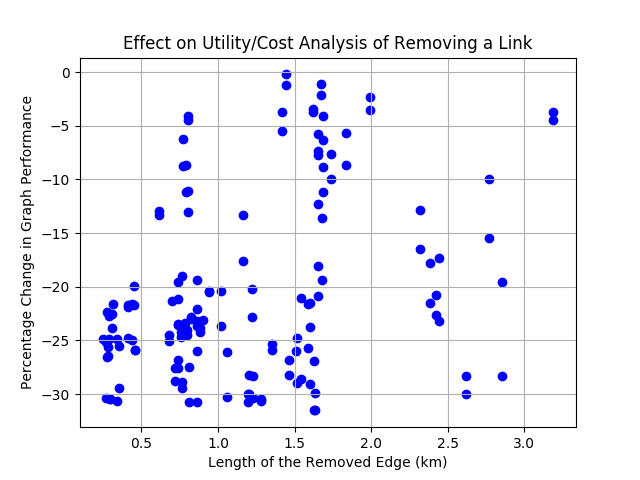 Effect on Utility/Cost Analysis of Removing a Link
Percentage Change in Graph Performance
0
−5
−10
−15
−20
−25
−30
0.5 1.0 1.5 2.0 2.5 3.0
Length of the Removed Edge (km)